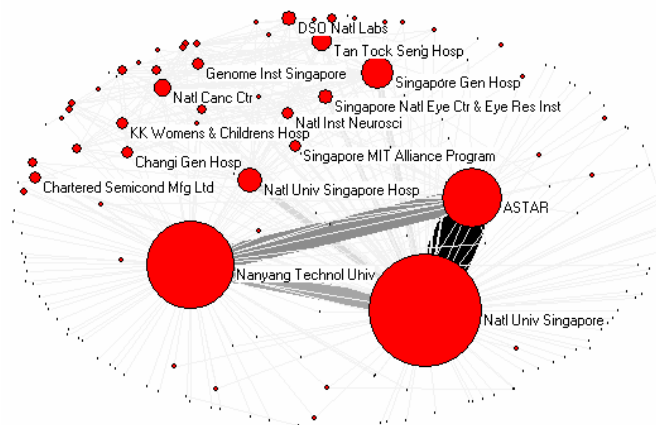 DSO Natl Labs
Tan Tock Seng Hosp
Genome Inst Singapore
Singapore Gen Hosp
Natl Canc Ctr
Singapore Natl Eye Ctr & Eye Res Inst
Natl Inst Neurosci
KK Womens & Childrens Hosp
Singapore MIT Alliance Program
Changi Gen Hosp
Chartered Semicond Mfg Ltd
Natl Univ Singapore Hosp
ASTAR
Nanyang Technol Univ
Natl Univ Singapore